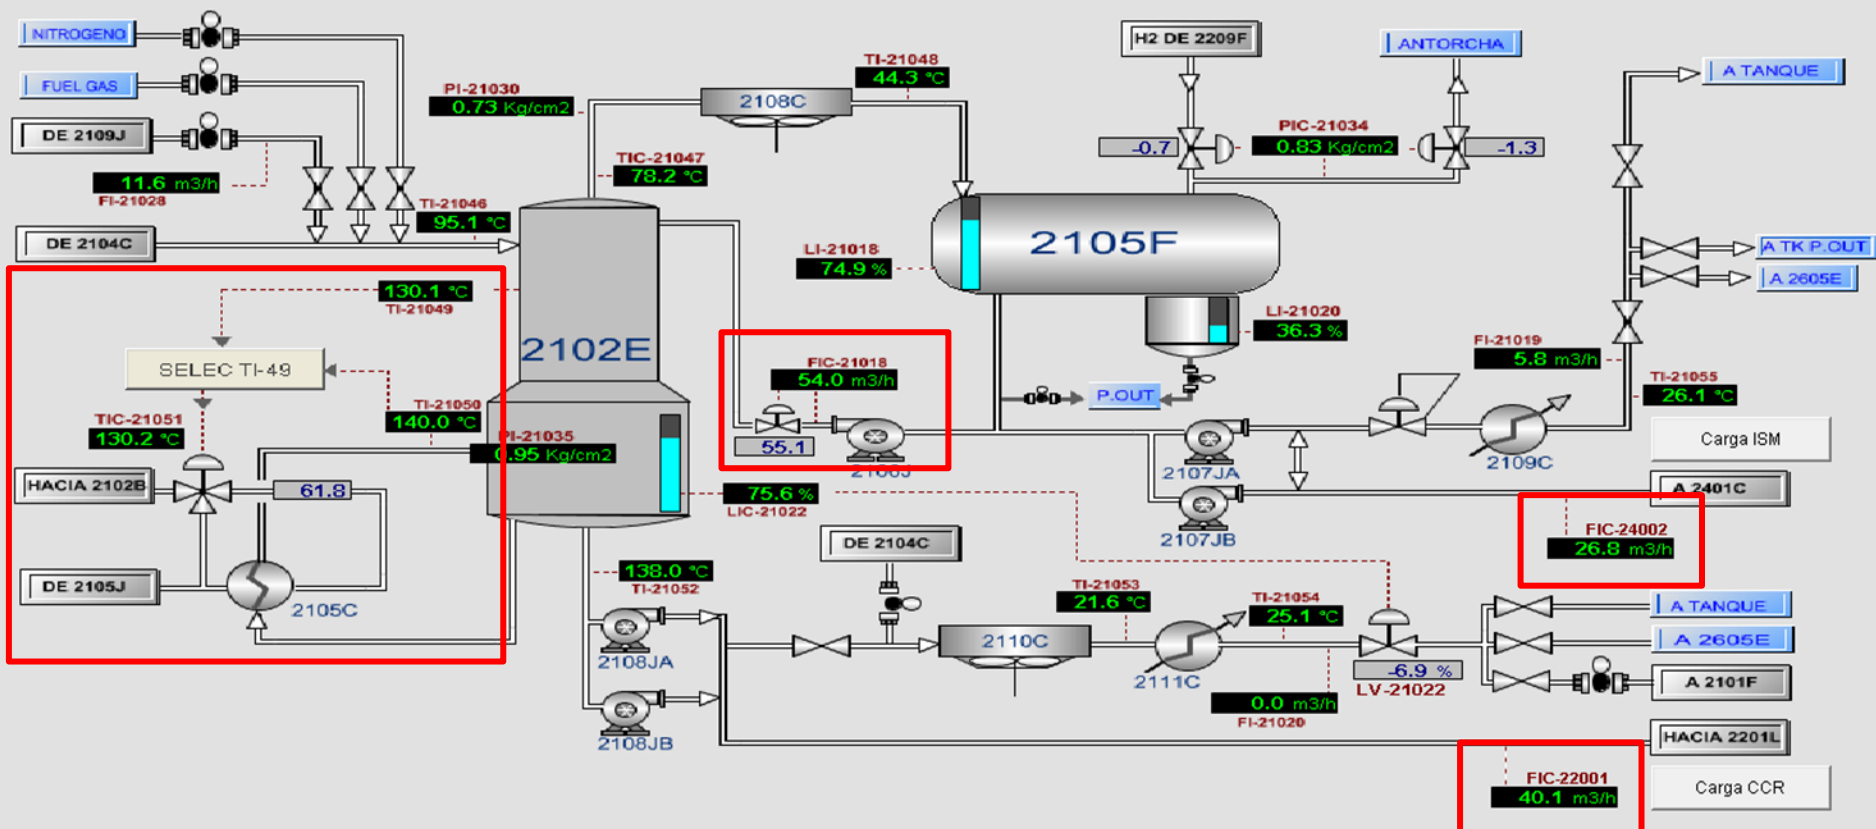 NITROGENO
FUEL GAS
DE 2109J
11.6 m3/h
FI-21028
DE 2104C
TI-21046
95.1 °C
PI-21030
0.73 Kg/cm2
TIC-21047
78.2 °C
2108C
TI-21048
44.3 °C
H2 DE 2209F
ANTORCHA
-0.7
PIC-21034
0.83 Kg/cm2
-1.3
A TANQUE
LI-21018
74.9 %
2105F
LI-21020
36.3 %
A TK P.OUT
A 2605E
FI-21019
5.8 m3/h
TI-21055
26.1 °C
130.1 °C
TI-21049
SELEC TI-49
TIC-21051
130.2 °C
TI-21050
140.0 °C
HACIA 2102B
61.8
DE 2105J
2105C
2102E
PI-21035
0.95 Kg/cm2
FIC-21018
54.0 m3/h
55.1
P.OUT
2107JA
2109C
Carga ISM
A 2401C
2107JB
FIC-24002
26.8 m3/h
75.6 %
LIC-21022
DE 2104C
138.0 °C
TI-21052
2108JA
2108JB
2110C
TI-21053
21.6 °C
2111C
TI-21054
25.1 °C
0.0 m3/h
FI-21020
-6.9 %
LV-21022
A TANQUE
A 2605E
A 2101F
HACIA 2201L
FIC-22001
40.1 m3/h
Carga CCR